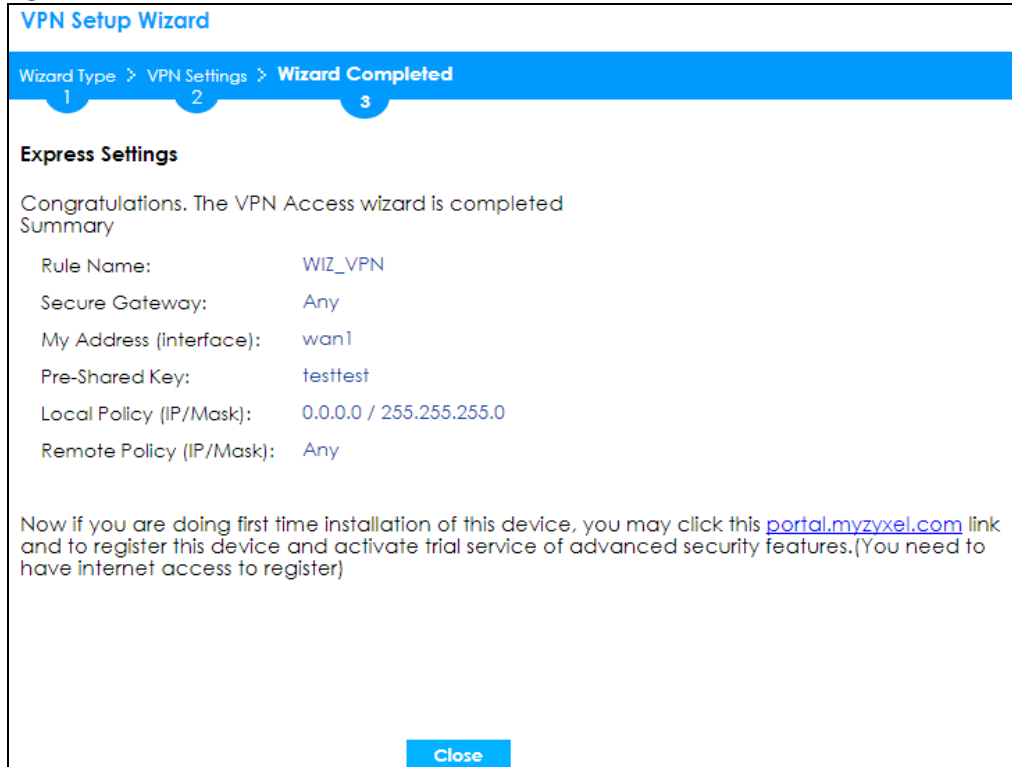 VPN Setup Wizard
Wizard Type > VPN Settings > Wizard Completed
1 2 3
Express Settings
Congratulations. The VPN Access wizard is completed
Summary
Rule Name: WIZ_VPN
Secure Gateway: Any
My Address (interface): wan1
Pre-Shared Key: testtest
Local Policy (IP/Mask): 0.0.0.0 / 255.255.255.0
Remote Policy (IP/Mask): Any
Now if you are doing first time installation of this device, you may click this portal.myzyxel.com link
and to register this device and activate trial service of advanced security features.(You need to
have internet access to register)
Close